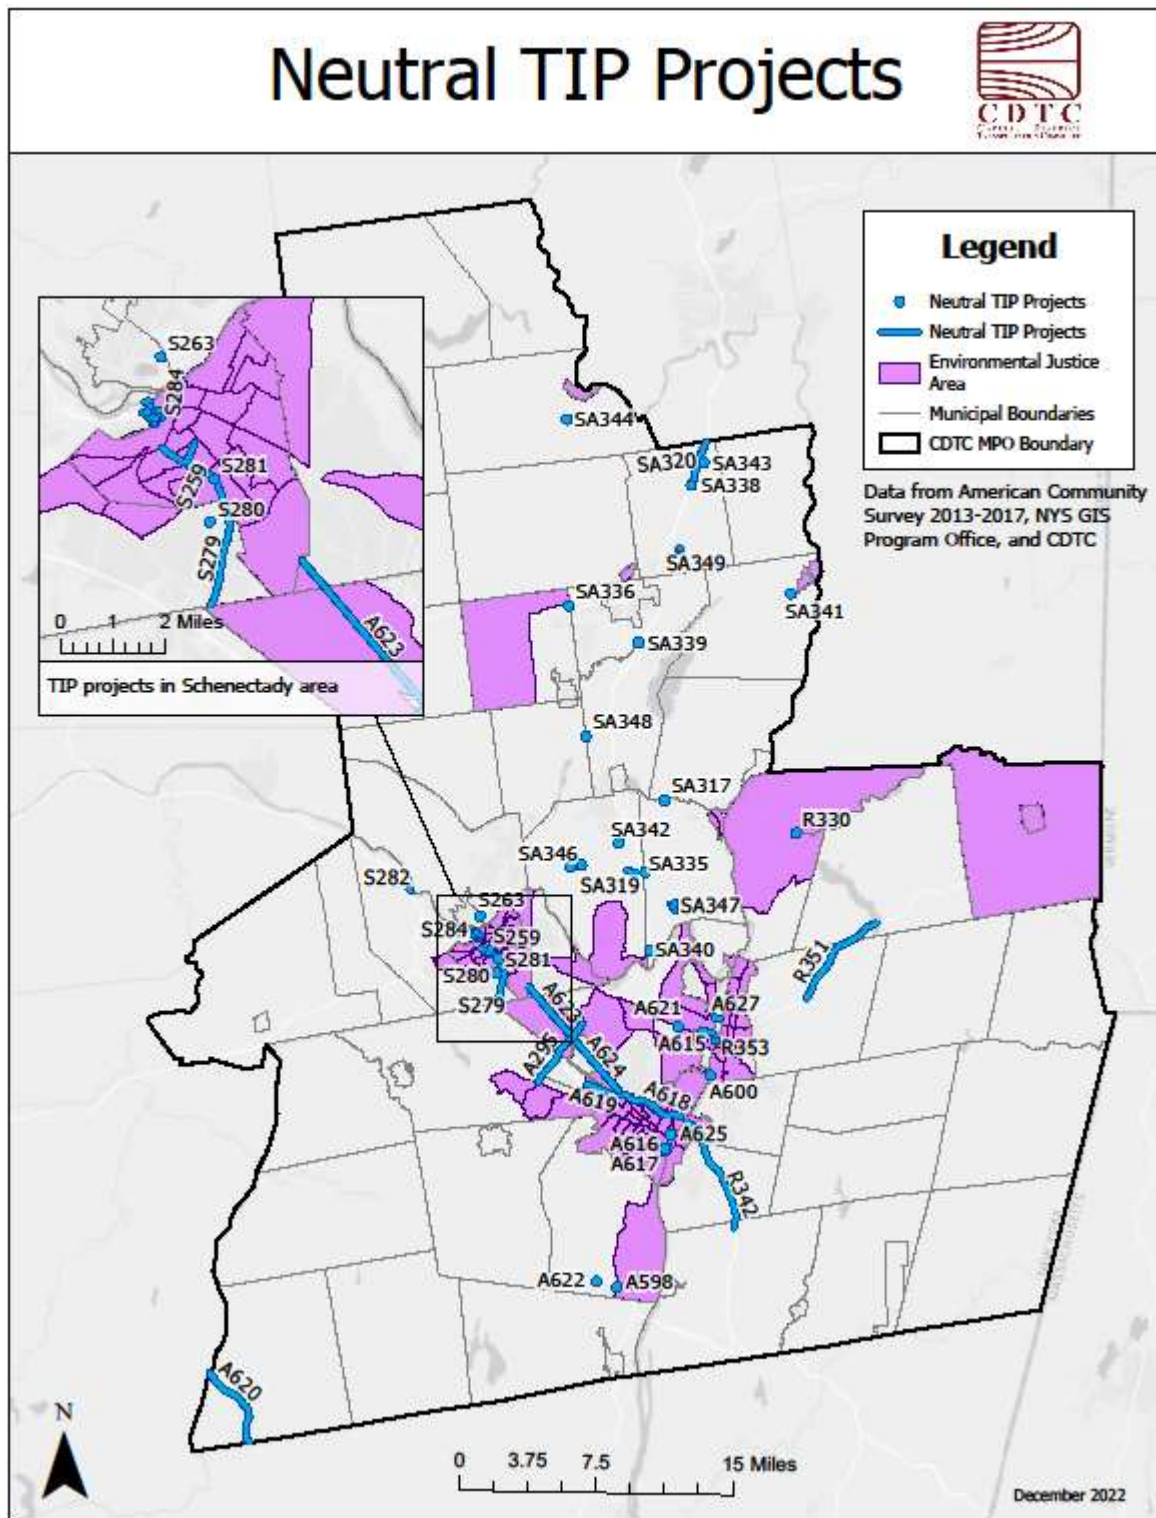 Neutral TIP Projects
CDTC
Legend
Neutral TIP Projects
Neutral TIP Projects
Environmental Justice
Area
Municipal Boundaries
CDTC MPO Boundary
Data from American Community
Survey 2013-2017, NYS GIS
Program Office, and CDTC
S263
S284
S259
S281
S280
S279
A623
0 1 2 Miles
TIP projects in Schenectady area
SA344
SA320
SA343
SA338
SA349
SA341
SA336
SA339
SA348
SA317
R330
SA342
SA346
SA335
SA319
S282
SA347
S263
S284
S259
SA340
S281
S280
S279
R351
A623
A621
A627
A615
R353
A295
A624
A600
A619
A618
A616
A625
A617
R342
A622
A598
A620
N
0 3.75 7.5 15 Miles
December 2022